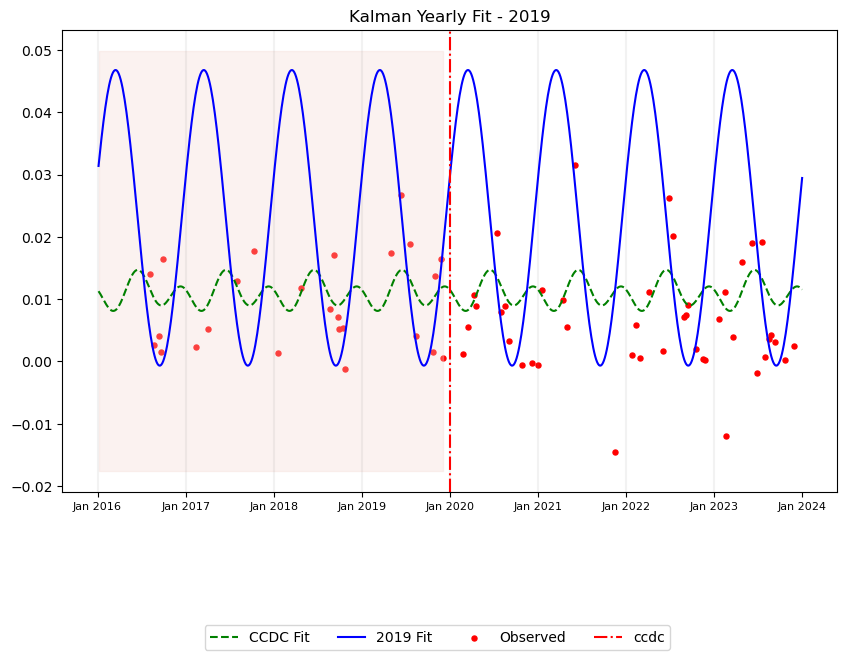 Kalman Yearly Fit - 2019
0.05
0.04
0.03
0.02
0.01
0.00
−0.01
−0.02
Jan 2016 Jan 2017 Jan 2018 Jan 2019 Jan 2020 Jan 2021 Jan 2022 Jan 2023 Jan 2024
CCDC Fit 2019 Fit Observed ccdc